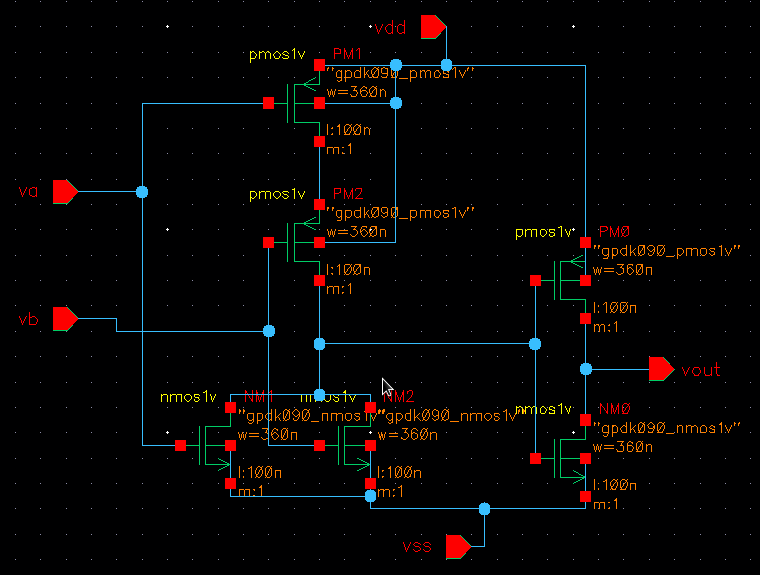 vdd
pmos1v PM1
"gpdk090_pmos1v"
w=360n
l:100n
m:1
va
pmos1v PM2
"gpdk090_pmos1v"
w=360n
l:100n
m:1
pmos1v PM0
"gpdk090_pmos1v"
w=360n
l:100n
m:1
vb
vout
nmos1v NM1
"gpdk090_nmos1v"
w=360n
l:100n
m:1
nmos1v NM2
"gpdk090_nmos1v"
w=360n
l:100n
m:1
nmos1v NM0
"gpdk090_nmos1v"
w=360n
l:100n
m:1
vss